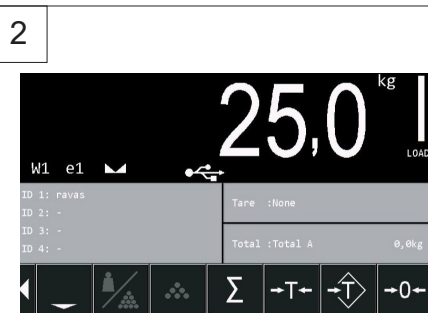 2
25,0 kg
LOAD
W1 e1
ID 1: ravas
ID 2: -
ID 3: -
ID 4: -
Tare :None
Total :Total A 0,0kg
Σ →T← →T← →0←